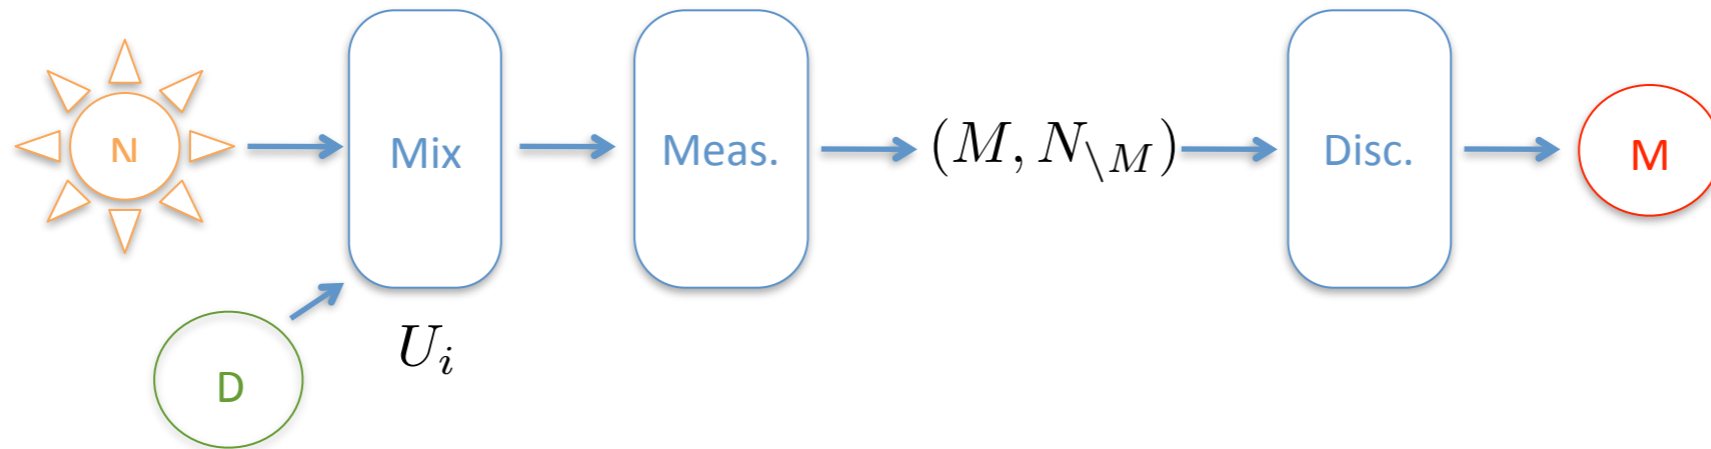 N
Mix
Meas.
(M, N_{\M})
Disc.
M
D
U_i